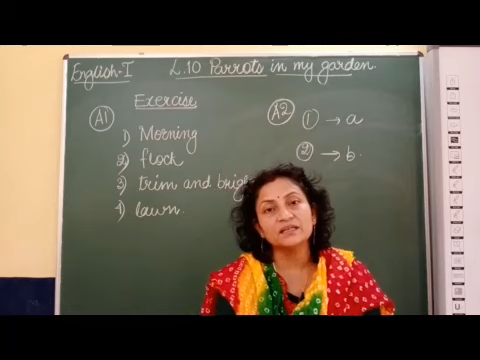 English-I
L.10 Parrots in my garden.
Exercise
A1
1) Morning
2) flock
3) trim and
4) lawn.
A2
① → a
② → b.